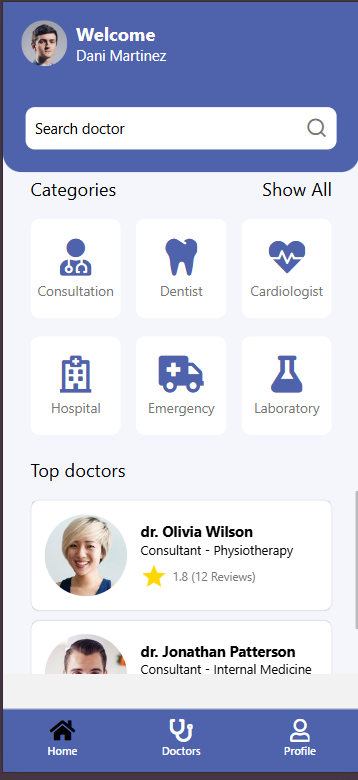 Welcome
Dani Martinez
Search doctor
Categories Show All
Consultation Dentist Cardiologist
Hospital Emergency Laboratory
Top doctors
dr. Olivia Wilson
Consultant - Physiotherapy
1.8 (12 Reviews)
dr. Jonathan Patterson
Consultant - Internal Medicine
Home Doctors Profile